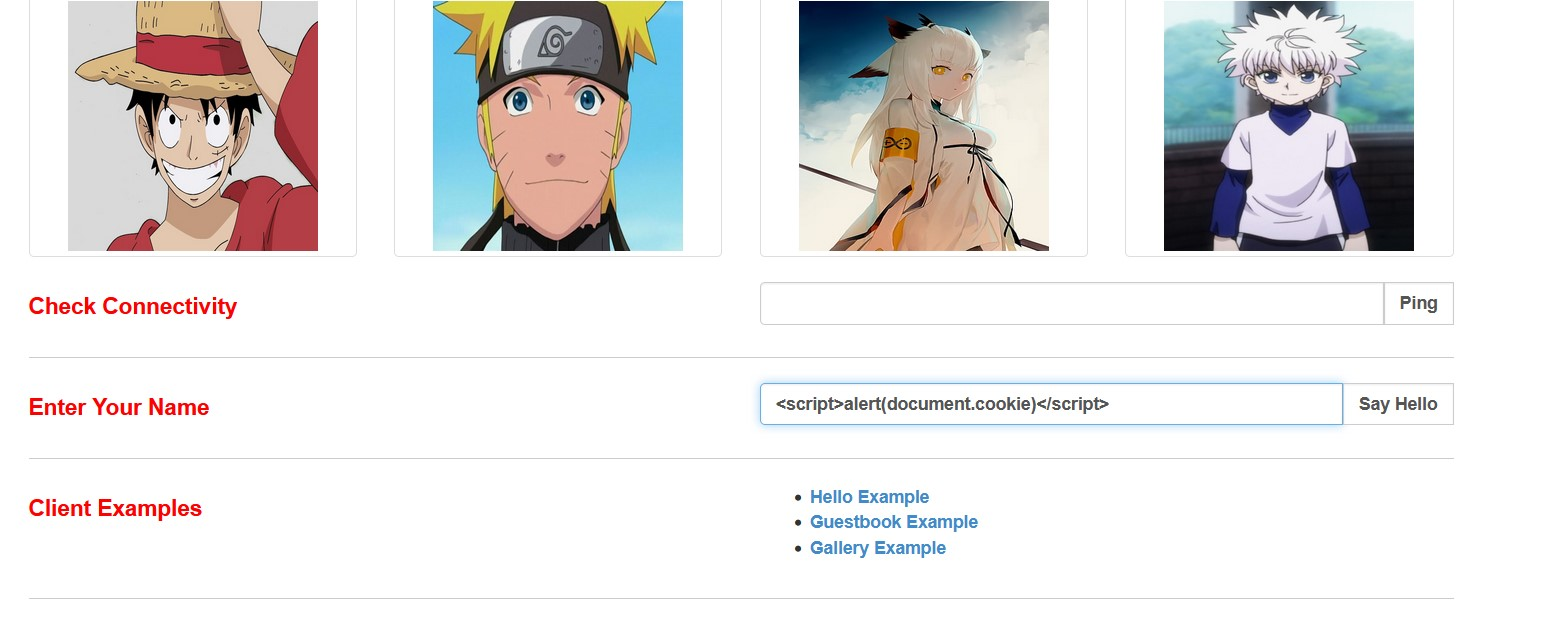 Check Connectivity
Ping
Enter Your Name
<script>alert(document.cookie)</script>
Say Hello
Client Examples
Hello Example
Guestbook Example
Gallery Example